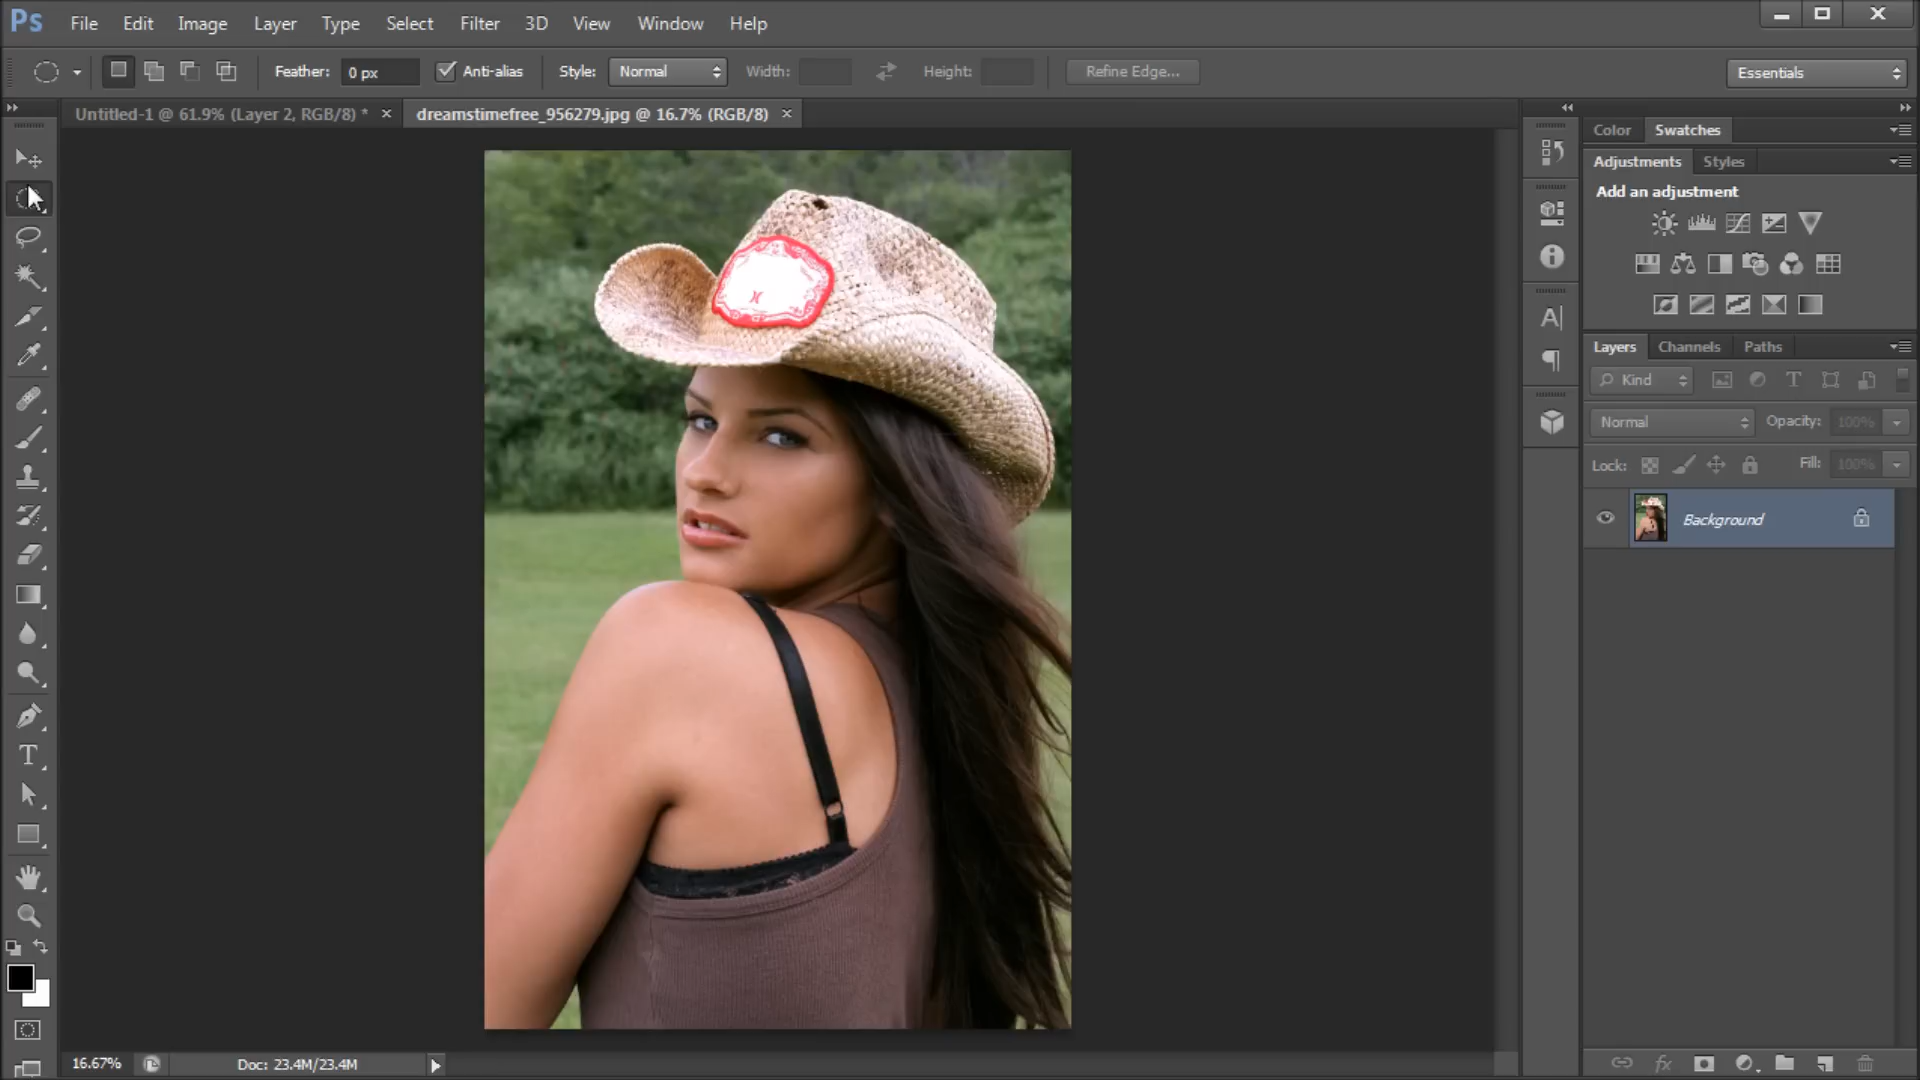 Ps File Edit Image Layer Type Select Filter 3D View Window Help
Feather: 0 px Anti-alias Style: Normal Width: Height: Refine Edge... Essentials
Untitled-1 @ 61.9% (Layer 2, RGB/8) * × dreamstimefree_956279.jpg @ 16.7% (RGB/8) ×
Color Swatches
Adjustments Styles
Add an adjustment
Layers Channels Paths
Kind
Normal Opacity: 100%
Lock: Fill: 100%
Background
16.67% Doc: 23.4M/23.4M